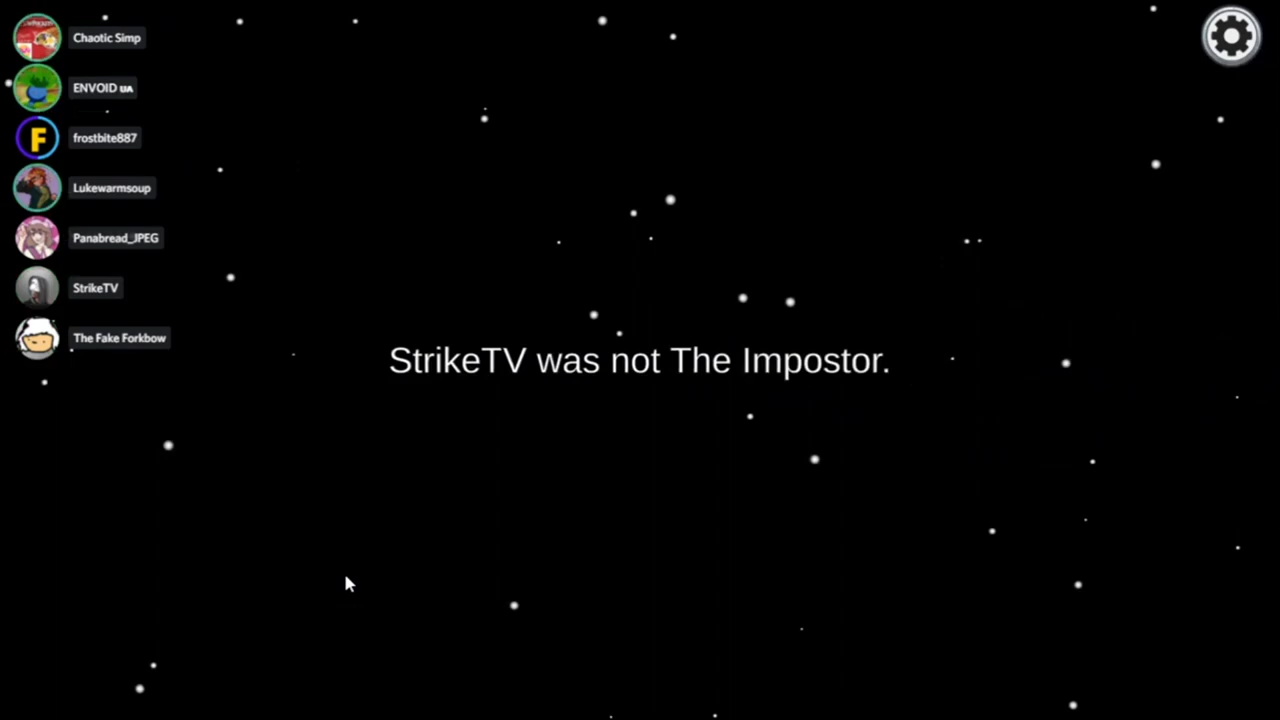 Chaotic Simp
ENVOID UA
F
frostbite887
Lukewarmsoup
Panabread_JPEG
StrikeTV
The Fake Forkbow
StrikeTV was not The Impostor.